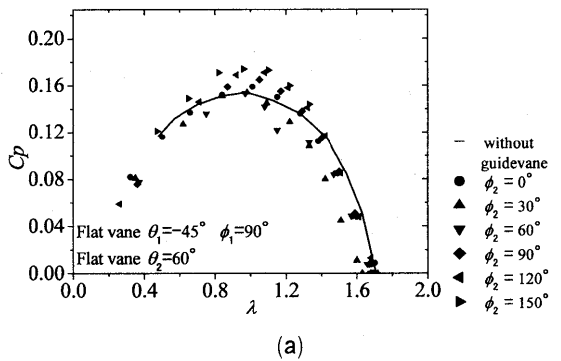 0.20
0.16
0.12
0.08
0.04
0.00
Cp
0.0 0.4 0.8 1.2 1.6 2.0
λ
Flat vane θ₁=−45° ϕ₁=90°
Flat vane θ₂=60°
without
guidevane
ϕ₂ = 0°
ϕ₂ = 30°
ϕ₂ = 60°
ϕ₂ = 90°
ϕ₂ = 120°
ϕ₂ = 150°
(a)